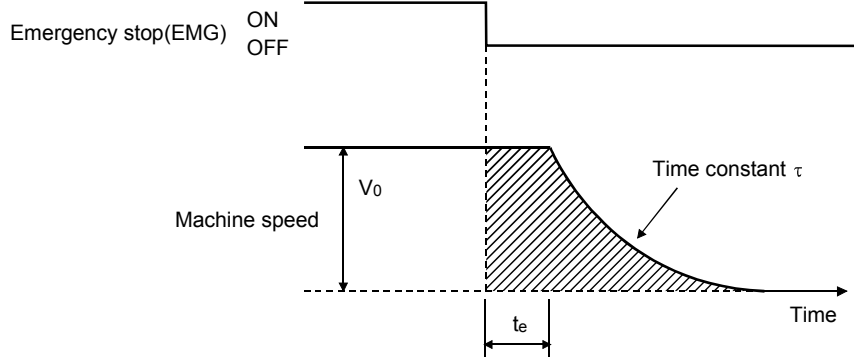 ON
Emergency stop(EMG)
OFF
Time constant τ
V0
Machine speed
Time
te